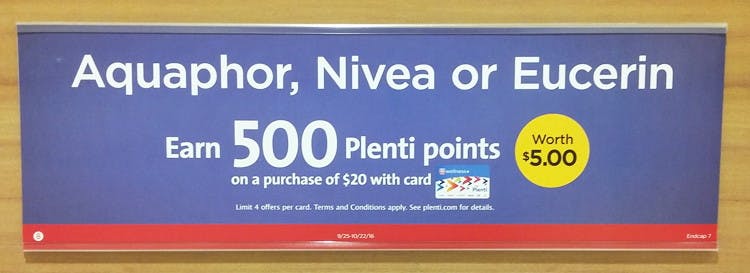 Aquaphor, Nivea or Eucerin
Earn 500 Plenti points
Worth
$5.00
on a purchase of $20 with card
wellness+
Plenti
Limit 4 offers per card. Terms and Conditions apply. See plenti.com for details.
9/25-10/22/16
Endcap 7